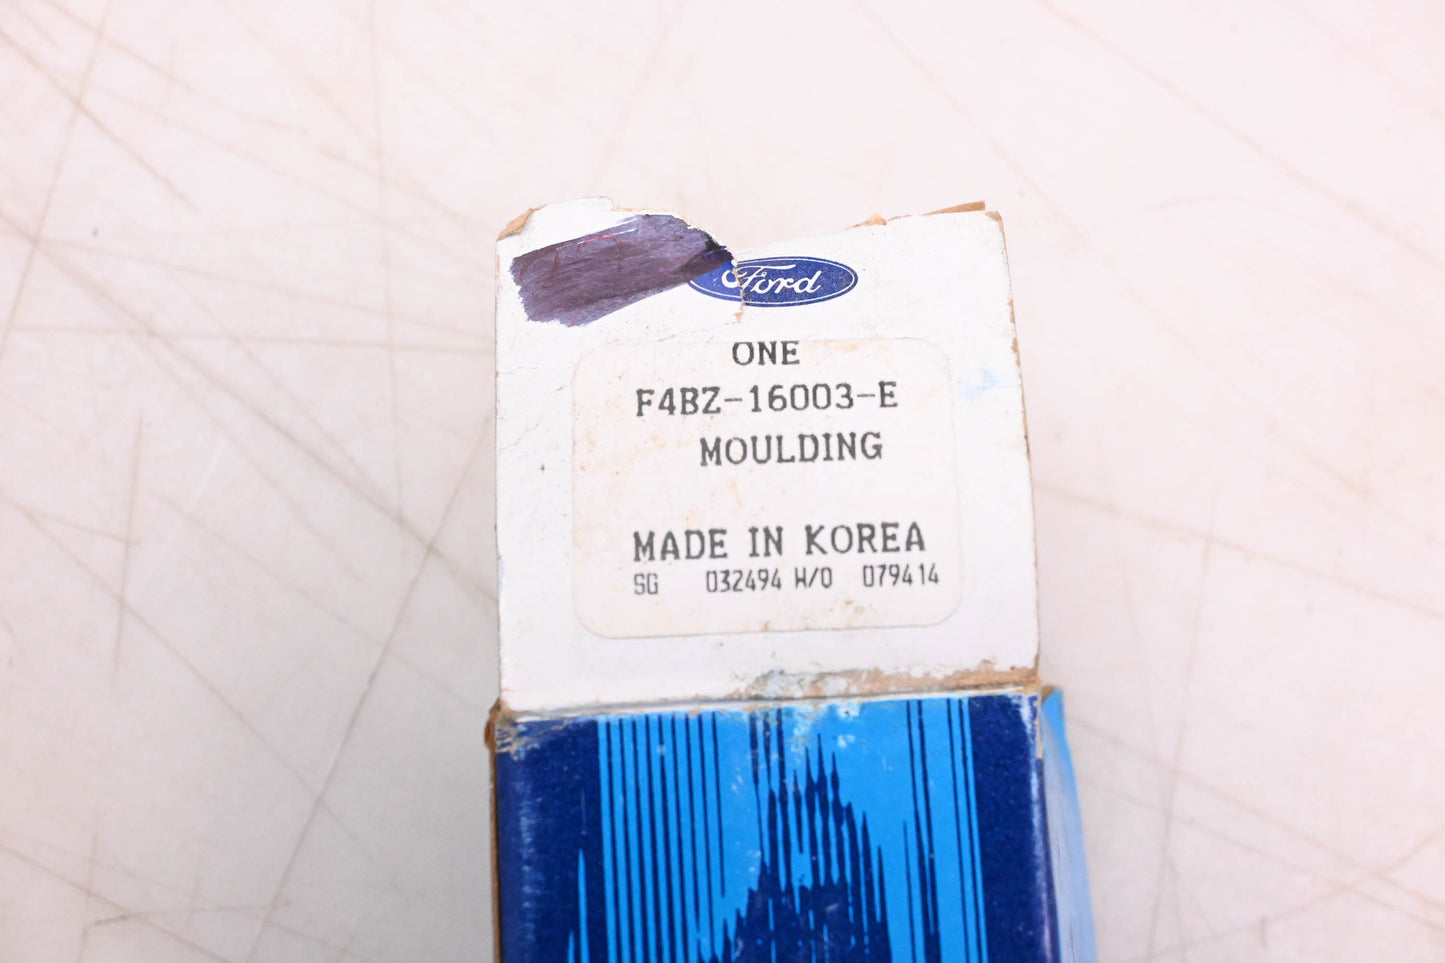 Ford
ONE
F4BZ-16003-E
MOULDING
MADE IN KOREA
SG 032494 W/O 079414